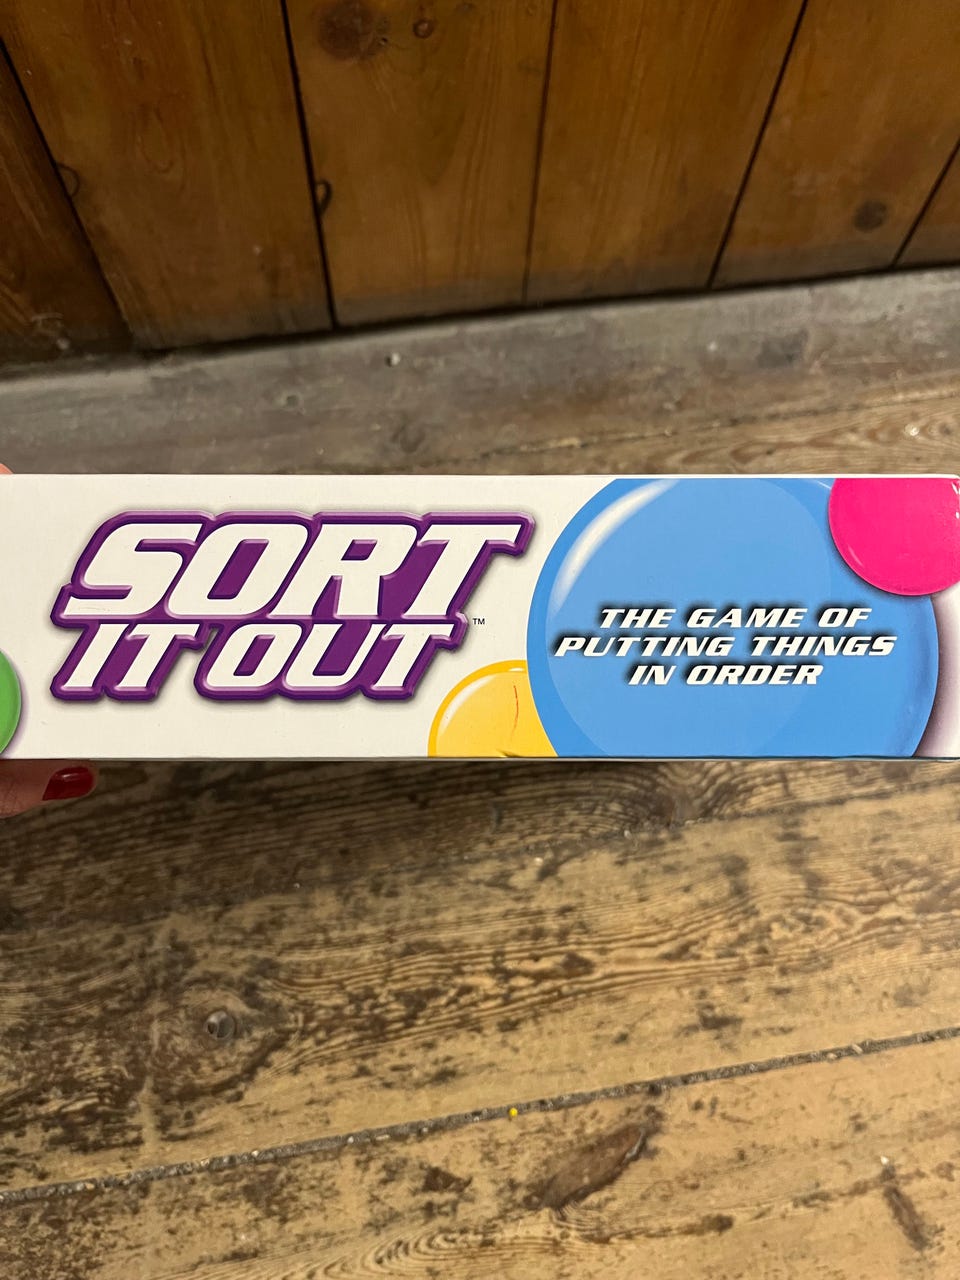 SORT
IT OUT™
THE GAME OF
PUTTING THINGS
IN ORDER